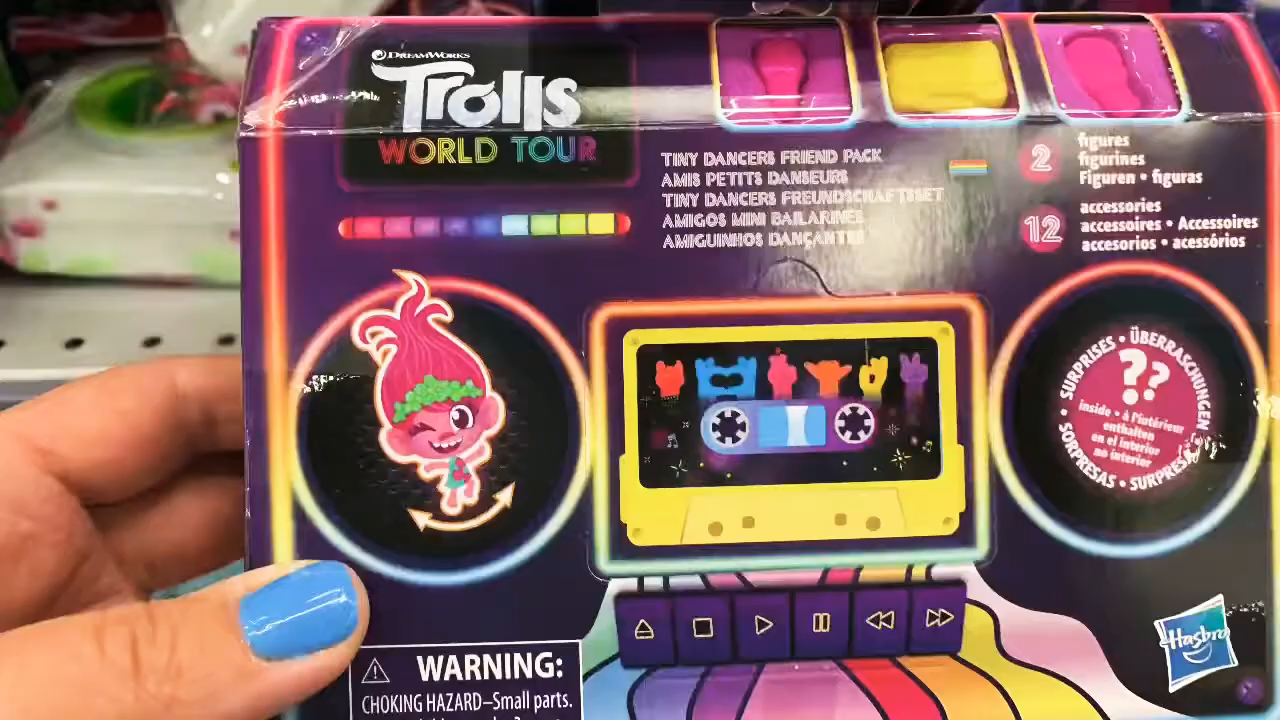 DREAMWORKS
Trolls
WORLD TOUR
TINY DANCERS FRIEND PACK
AMIS PETITS DANSEURS
TINY DANCERS FREUNDSCHAFTSSET
AMIGOS MINI BAILARINES
AMIGUINHOS DANÇANTES
2 figures
figurines
Figuren • figuras
12 accessories
accessoires • Accessoires
accesorios • acessórios
SURPRISES • ÜBERRASCHUNGEN
SORPRESAS • SURPRESAS
??
inside • à l'intérieur
enthalten
en el interior
no interior
Hasbro
WARNING:
CHOKING HAZARD–Small parts.